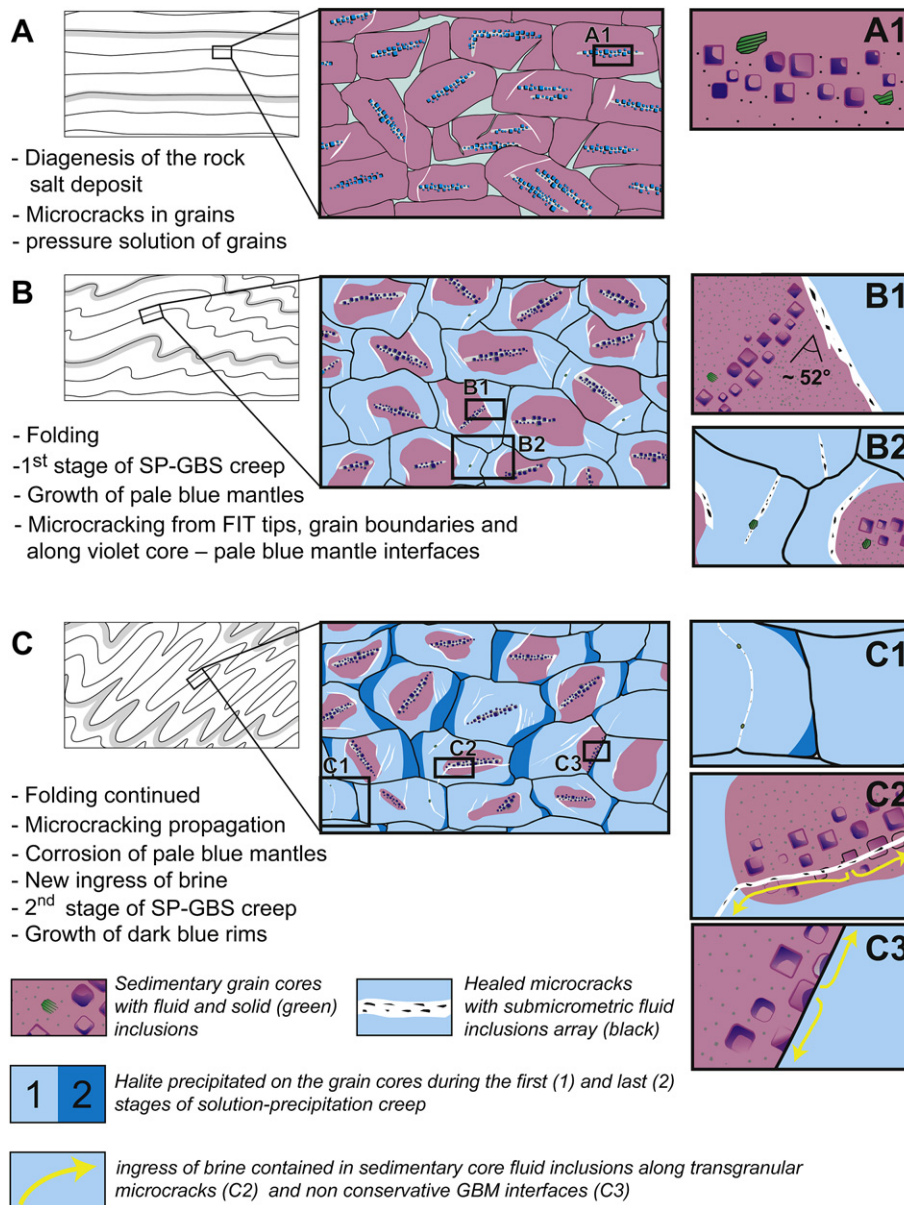 A
A1
A1
- Diagenesis of the rock
salt deposit
- Microcracks in grains
- pressure solution of grains
B
B1
B2
B1
~ 52°
B2
- Folding
-1st stage of SP-GBS creep
- Growth of pale blue mantles
- Microcracking from FIT tips, grain boundaries and
along violet core – pale blue mantle interfaces
C
C1
C2
C3
C1
C2
C3
- Folding continued
- Microcracking propagation
- Corrosion of pale blue mantles
- New ingress of brine
- 2nd stage of SP-GBS creep
- Growth of dark blue rims
Sedimentary grain cores
with fluid and solid (green)
inclusions
Healed microcracks
with submicrometric fluid
inclusions array (black)
1 2
Halite precipitated on the grain cores during the first (1) and last (2)
stages of solution-precipitation creep
ingress of brine contained in sedimentary core fluid inclusions along transgranular
microcracks (C2) and non conservative GBM interfaces (C3)